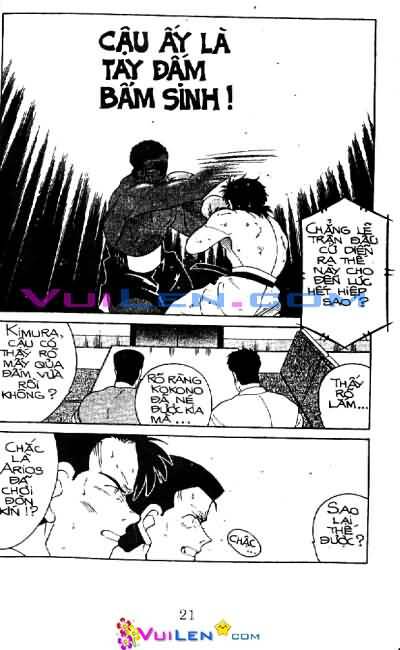 CẬU ẤY LÀ
TAY ĐẤM
BẨM SINH!
CHẲNG LẼ
TRẬN ĐẤU
CỨ DIỄN
RA THẾ
NÀY CHO
ĐẾN LÚC
HẾT HIỆP
SAO?
VUILEN.COM
KIMURA,
CẬU CÓ
THẤY RÕ
MẤY QUẢ
ĐẤM VỪA
RỒI
KHÔNG?
RÕ RÀNG
KOKONO
ĐÃ NÉ
ĐƯỢC KIA
MÀ...
THẤY
RÕ
LẮM...
CHẮC
LÀ
ARIOS
ĐÃ
CHƠI
ĐÒN
KÍN!?
CHẬC...
SAO
LẠI
THẾ
ĐƯỢC?
21
VUILEN.COM